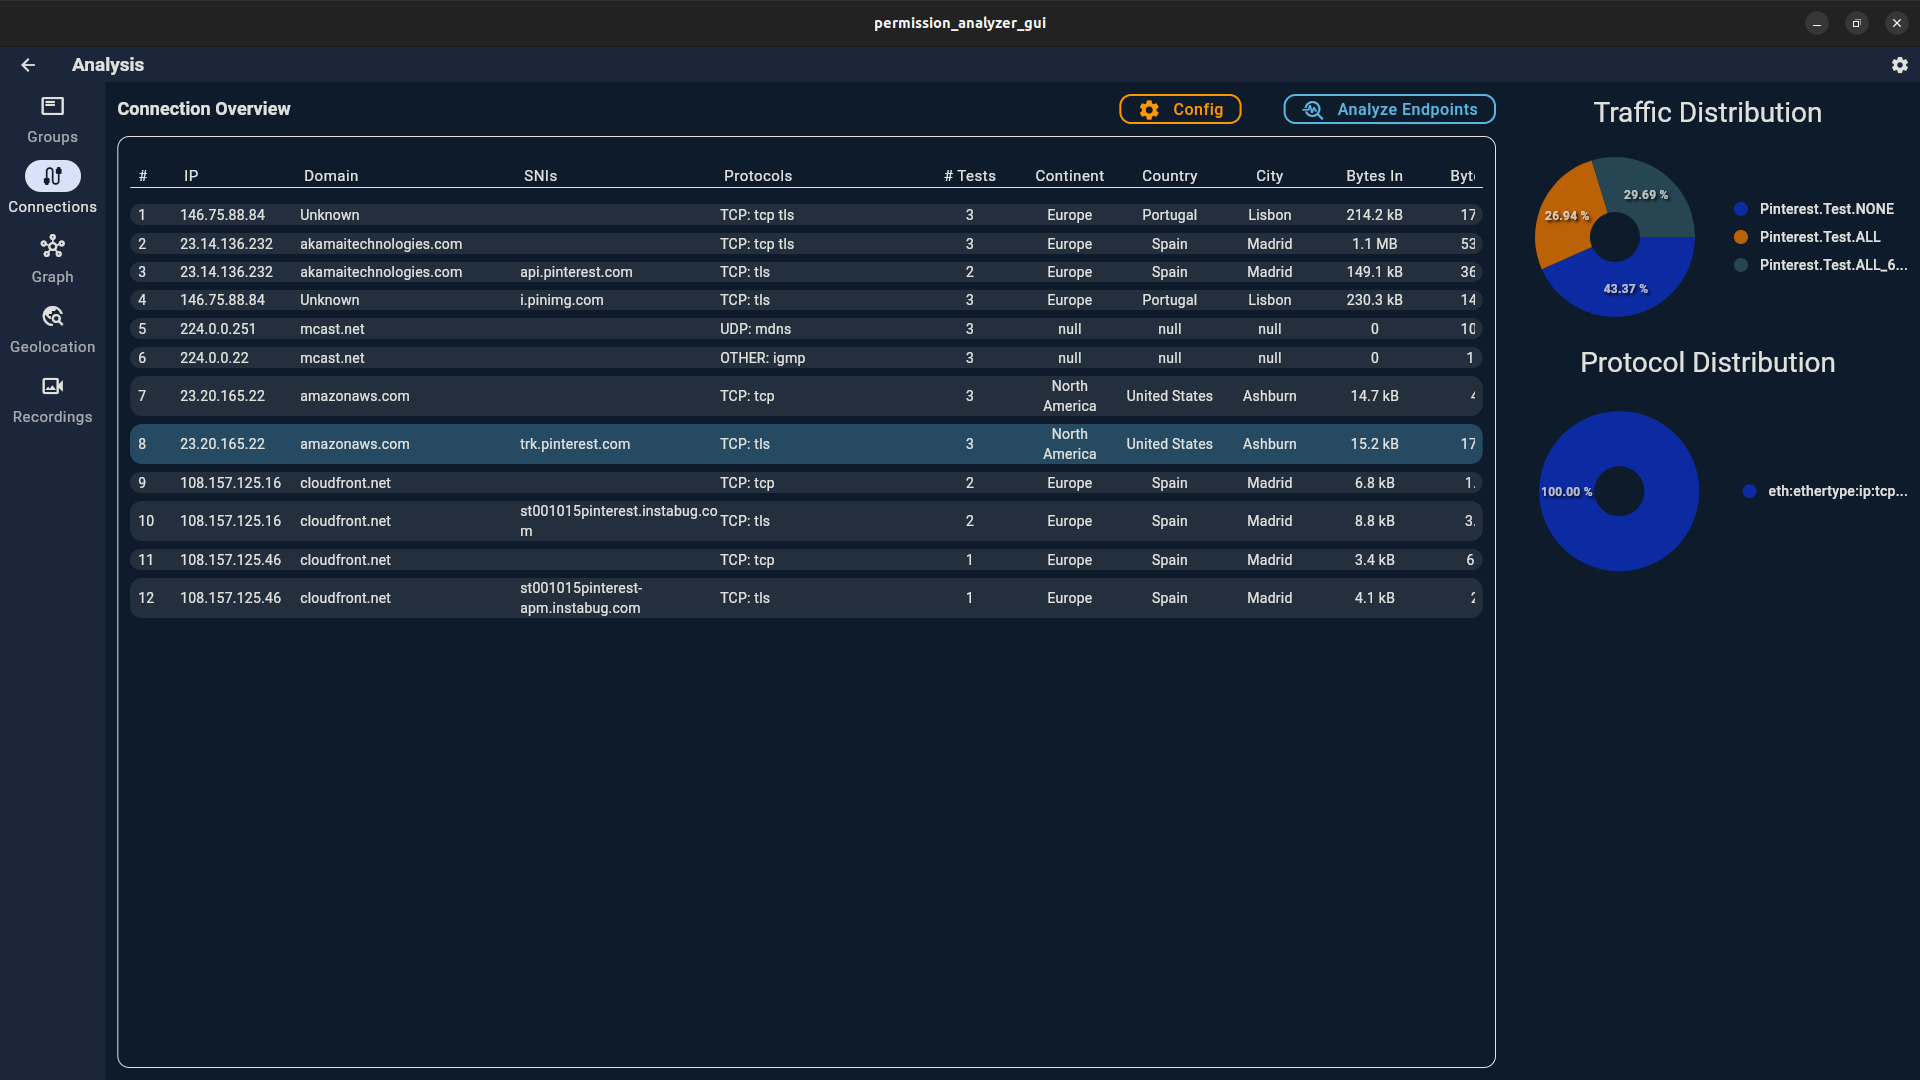 permission_analyzer_gui
Analysis
Groups
Connections
Graph
Geolocation
Recordings
Connection Overview
Config
Analyze Endpoints
# IP Domain SNIs Protocols # Tests Continent Country City Bytes In
1 146.75.88.84 Unknown TCP: tcp tls 3 Europe Portugal Lisbon 214.2 kB 17
2 23.14.136.232 akamaitechnologies.com TCP: tcp tls 3 Europe Spain Madrid 1.1 MB 53
3 23.14.136.232 akamaitechnologies.com api.pinterest.com TCP: tls 2 Europe Spain Madrid 149.1 kB 36
4 146.75.88.84 Unknown i.pinimg.com TCP: tls 3 Europe Portugal Lisbon 230.3 kB 14
5 224.0.0.251 mcast.net UDP: mdns 3 null null null 0 10
6 224.0.0.22 mcast.net OTHER: igmp 3 null null null 0 1
7 23.20.165.22 amazonaws.com TCP: tcp 3 North America United States Ashburn 14.7 kB
8 23.20.165.22 amazonaws.com trk.pinterest.com TCP: tls 3 North America United States Ashburn 15.2 kB 17
9 108.157.125.16 cloudfront.net TCP: tcp 2 Europe Spain Madrid 6.8 kB 1.
10 108.157.125.16 cloudfront.net st001015pinterest.instabug.com TCP: tls 2 Europe Spain Madrid 8.8 kB 3.
11 108.157.125.46 cloudfront.net TCP: tcp 1 Europe Spain Madrid 3.4 kB 6
12 108.157.125.46 cloudfront.net st001015pinterest-apm.instabug.com TCP: tls 1 Europe Spain Madrid 4.1 kB
Traffic Distribution
29.69 %
26.94 %
43.37 %
Pinterest.Test.NONE
Pinterest.Test.ALL
Pinterest.Test.ALL_6...
Protocol Distribution
100.00 %
eth:ethertype:ip:tcp...